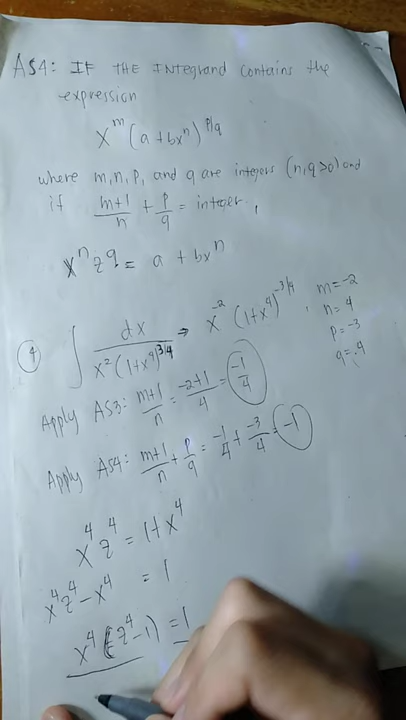 AS4: IF THE Integrand contains the
expression
x^m (a + bx^n)^p/q
where m, n, p, and q are integers (n, q > 0) and
if (m+1)/n + p/q = integer,
x^n z^q = a + bx^n
④ ∫ dx / x^2 (1+x^4)^3/4 → x^-2 (1+x^4)^-3/4,
m = -2
n = 4
p = -3
q = 4
Apply AS3: (m+1)/n = (-2+1)/4 = -1/4
Apply AS4: (m+1)/n + p/q = -1/4 + -3/4 = -1
x^4 z^4 = 1+x^4
x^4 z^4 - x^4 = 1
x^4 (z^4 - 1) = 1